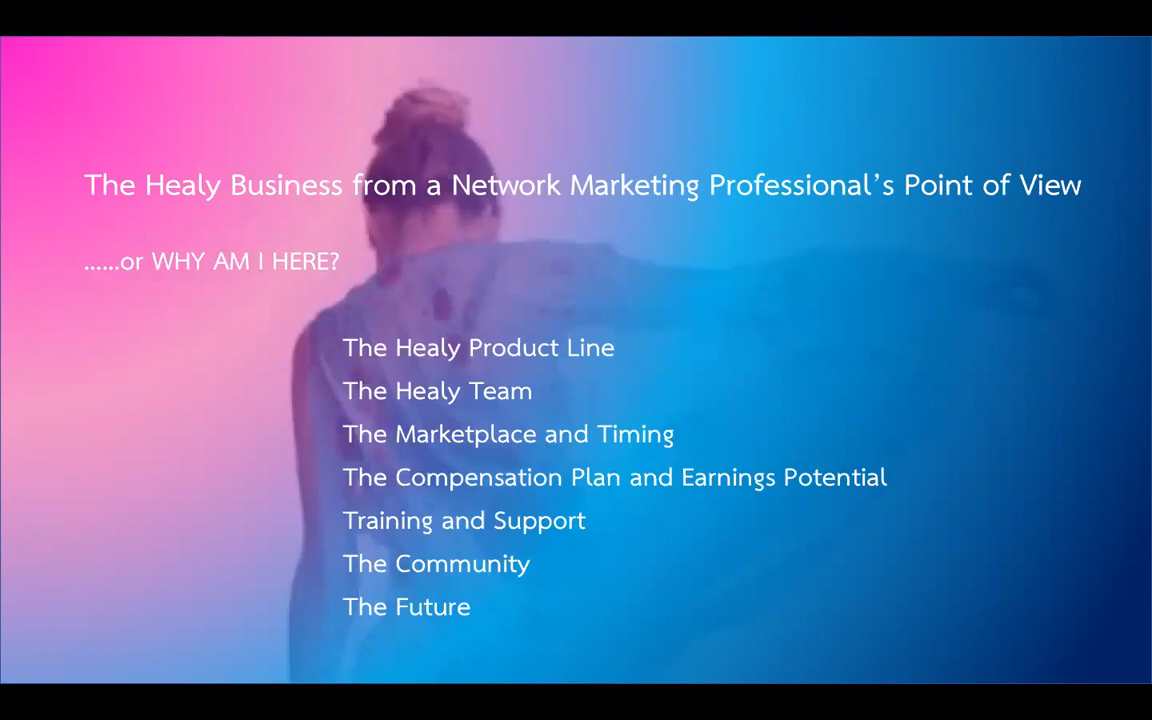 The Healy Business from a Network Marketing Professional's Point of View
......or WHY AM I HERE?
The Healy Product Line
The Healy Team
The Marketplace and Timing
The Compensation Plan and Earnings Potential
Training and Support
The Community
The Future